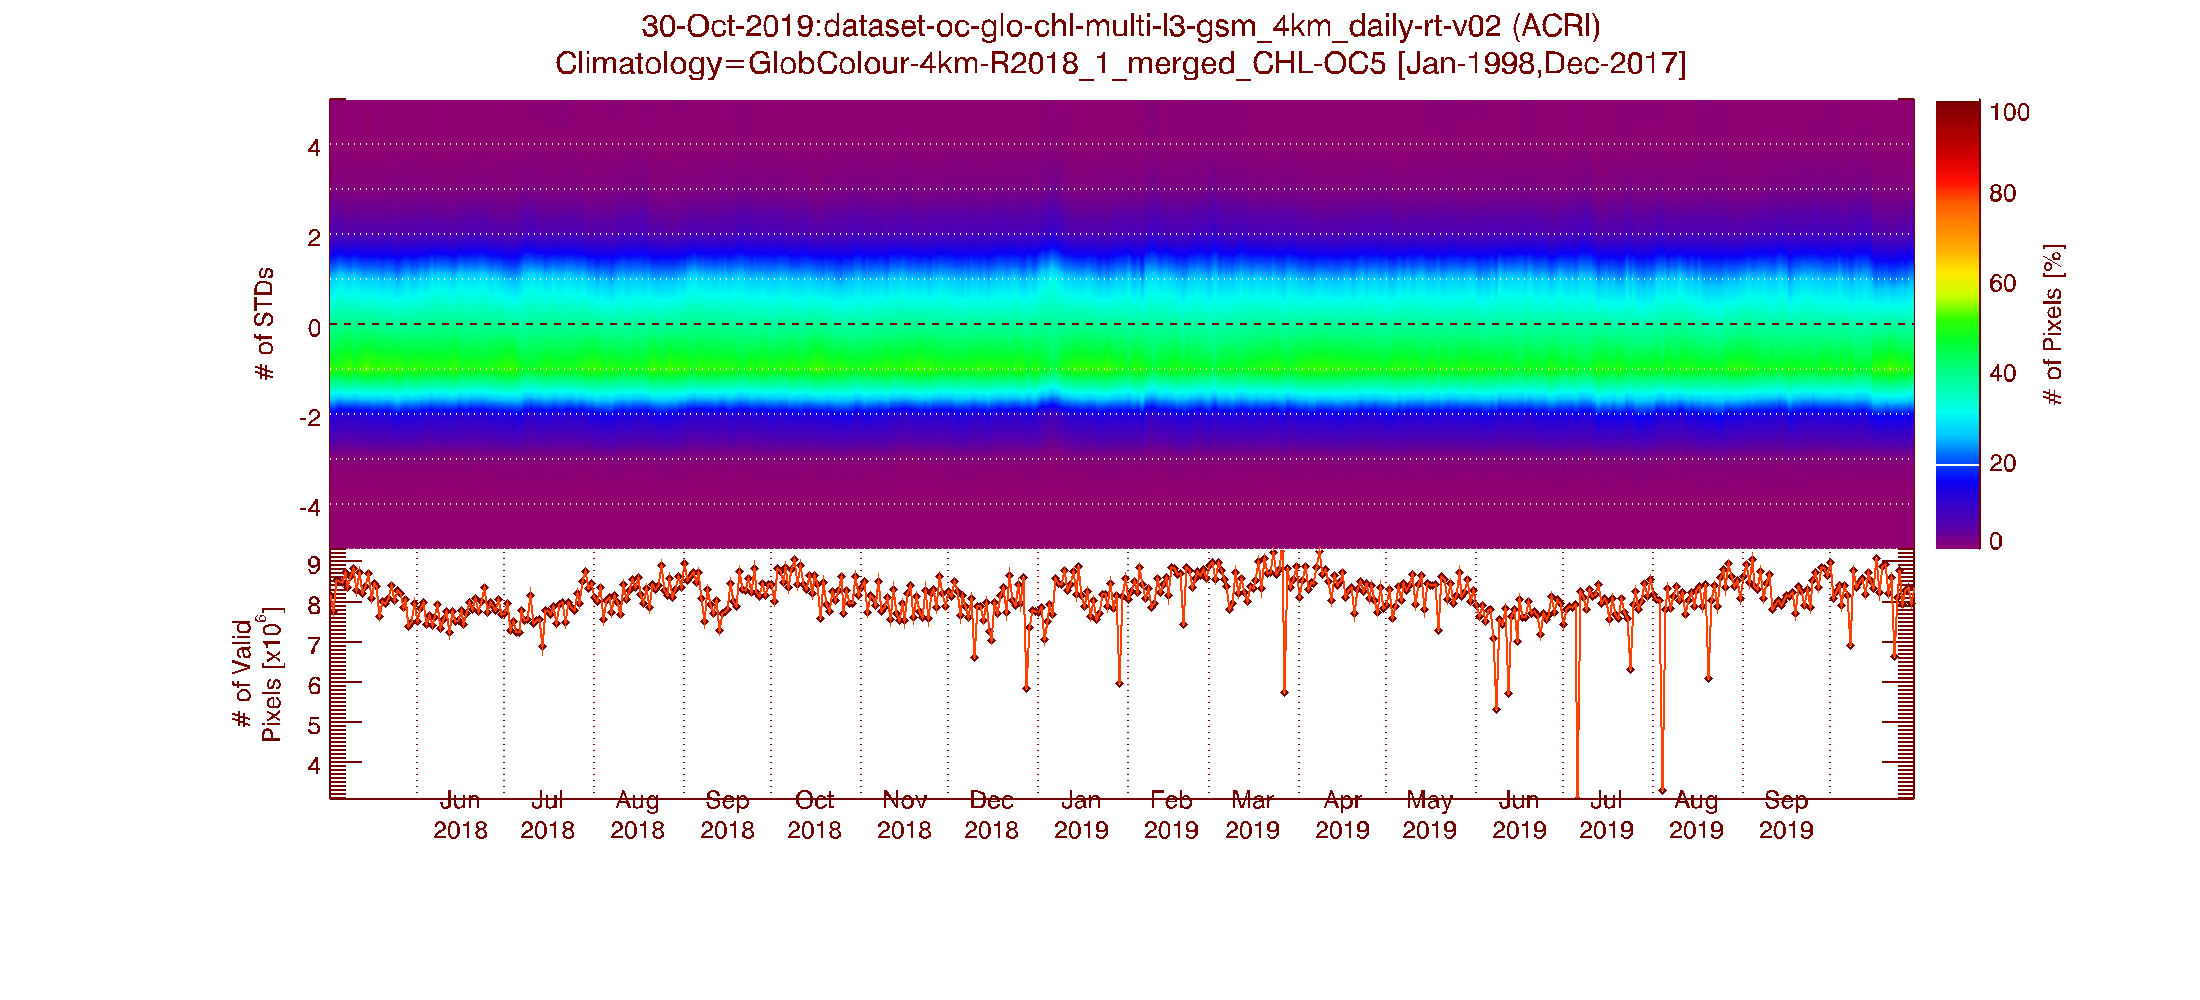 30-Oct-2019:dataset-oc-glo-chl-multi-l3-gsm_4km_daily-rt-v02 (ACRI)
Climatology=GlobColour-4km-R2018_1_merged_CHL-OC5 [Jan-1998,Dec-2017]
# of STDs
4
2
0
-2
-4
100
80
60
40
20
0
# of Pixels [%]
# of Valid
Pixels [x10^6]
9
8
7
6
5
4
Jun Jul Aug Sep Oct Nov Dec Jan Feb Mar Apr May Jun Jul Aug Sep
2018 2018 2018 2018 2018 2018 2018 2019 2019 2019 2019 2019 2019 2019 2019 2019